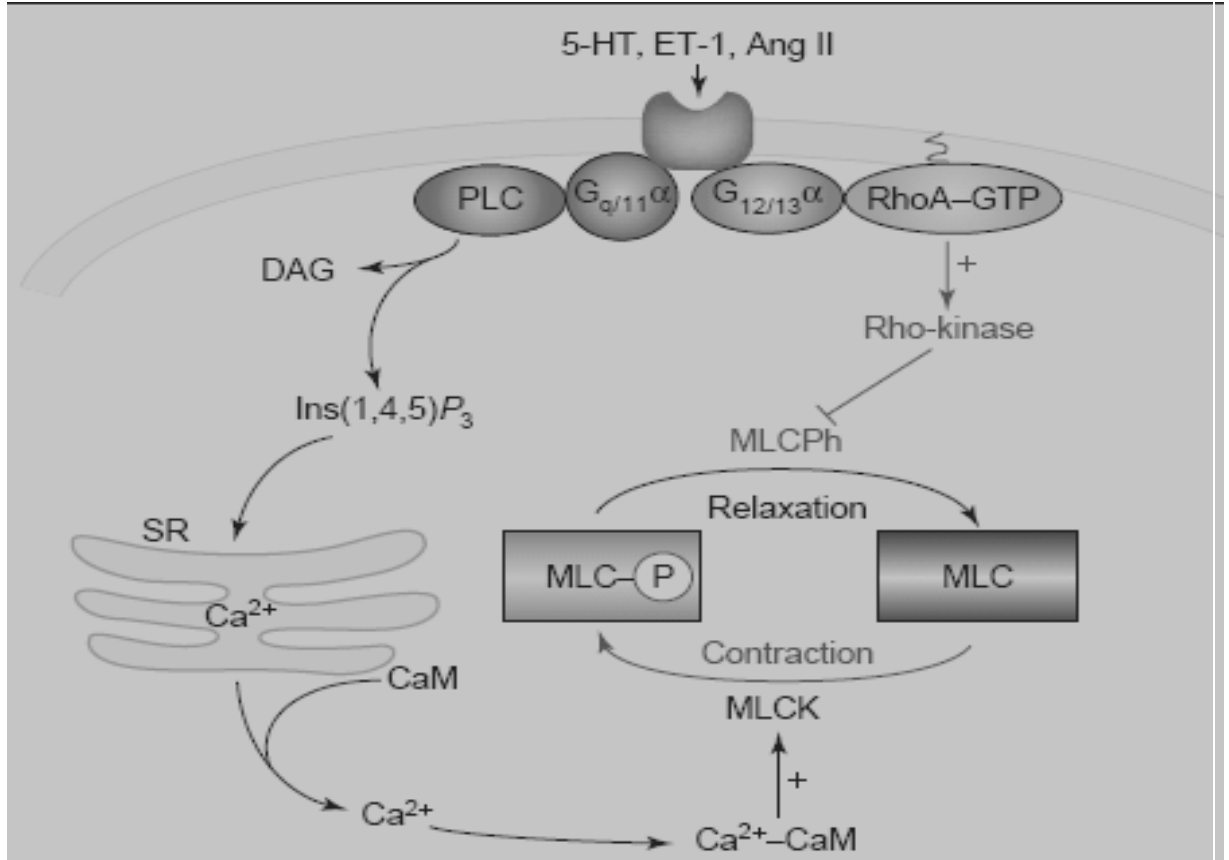 5-HT, ET-1, Ang II
PLC
Gq/11α
G12/13α
RhoA–GTP
DAG
+
Rho-kinase
Ins(1,4,5)P3
MLCPh
Relaxation
SR
MLC–P
MLC
Ca2+
Contraction
CaM
MLCK
+
Ca2+
Ca2+–CaM